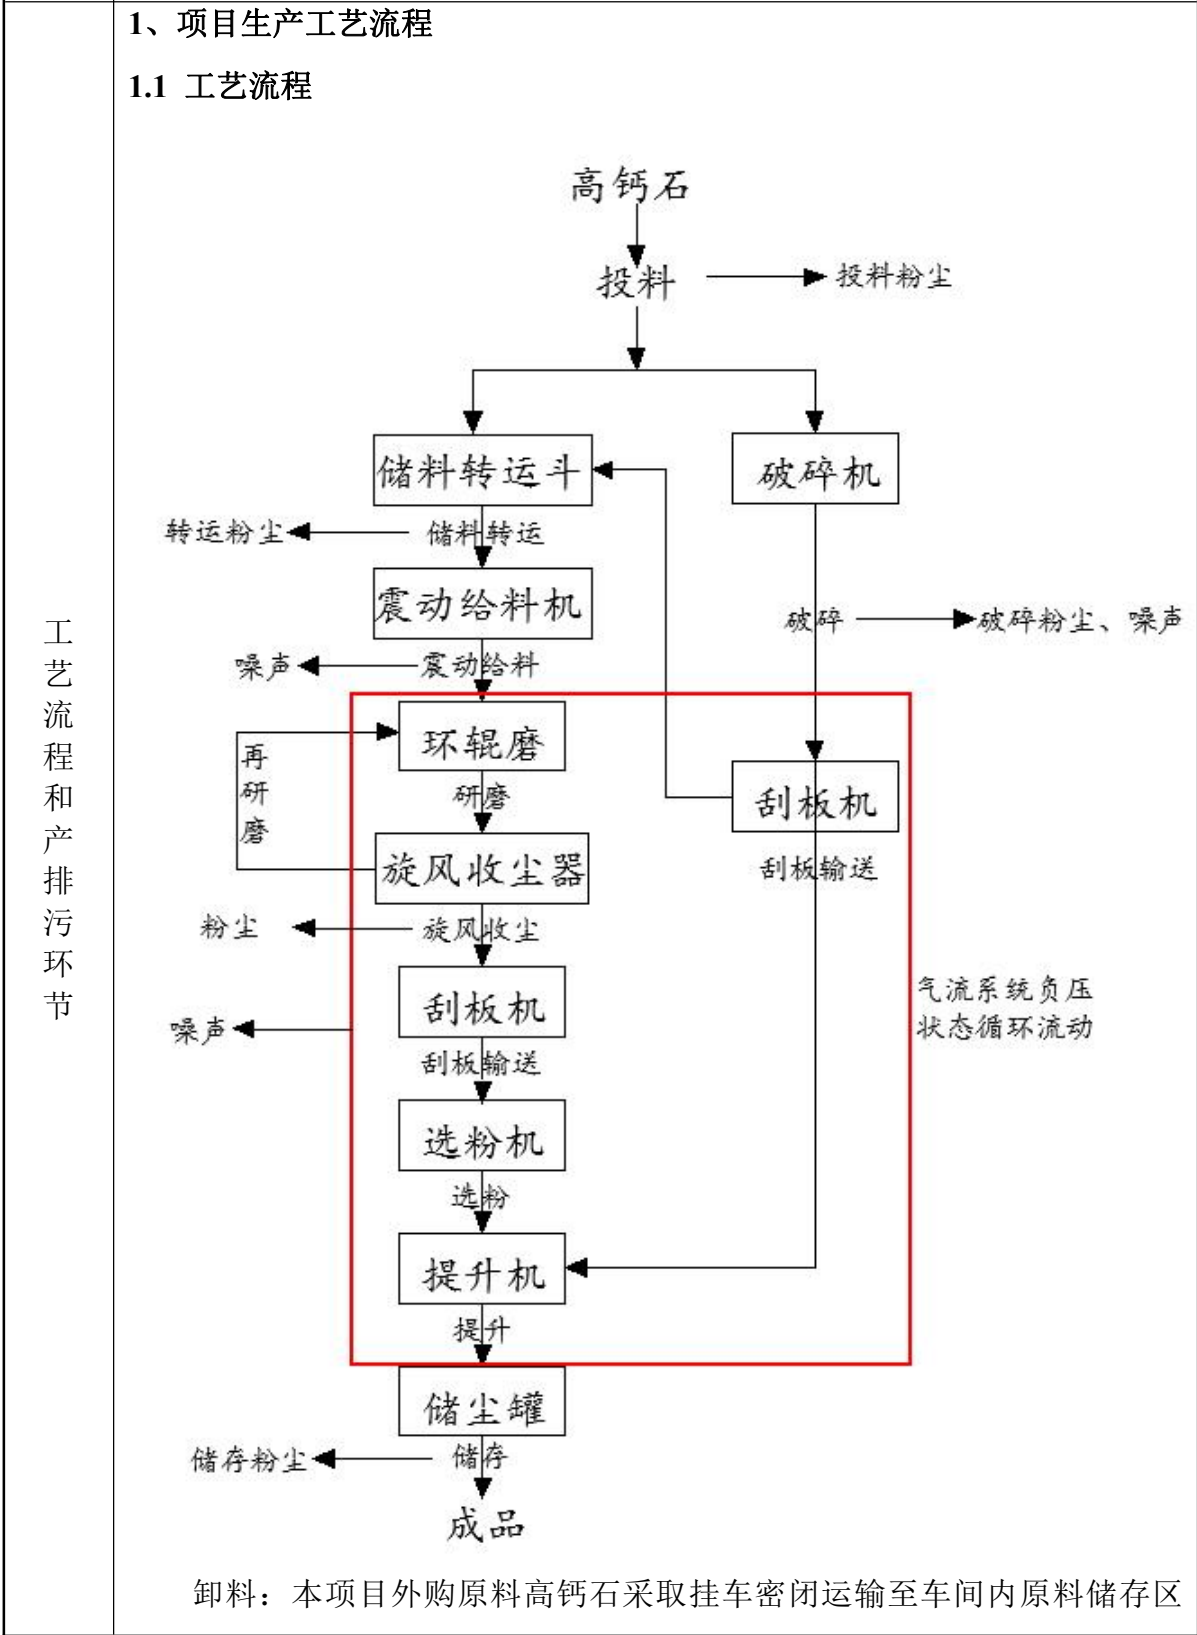 1、项目生产工艺流程
1.1 工艺流程
高钙石
投料
投料粉尘
储料转运斗
破碎机
转运粉尘
储料转运
震动给料机
破碎
破碎粉尘、噪声
噪声
震动给料
环辊磨
再研磨
研磨
刮板机
旋风收尘器
刮板输送
粉尘
旋风收尘
刮板机
噪声
气流系统负压
状态循环流动
刮板输送
选粉机
选粉
提升机
提升
储尘罐
储存粉尘
储存
成品
工艺流程和产排污环节
卸料：本项目外购原料高钙石采取挂车密闭运输至车间内原料储存区